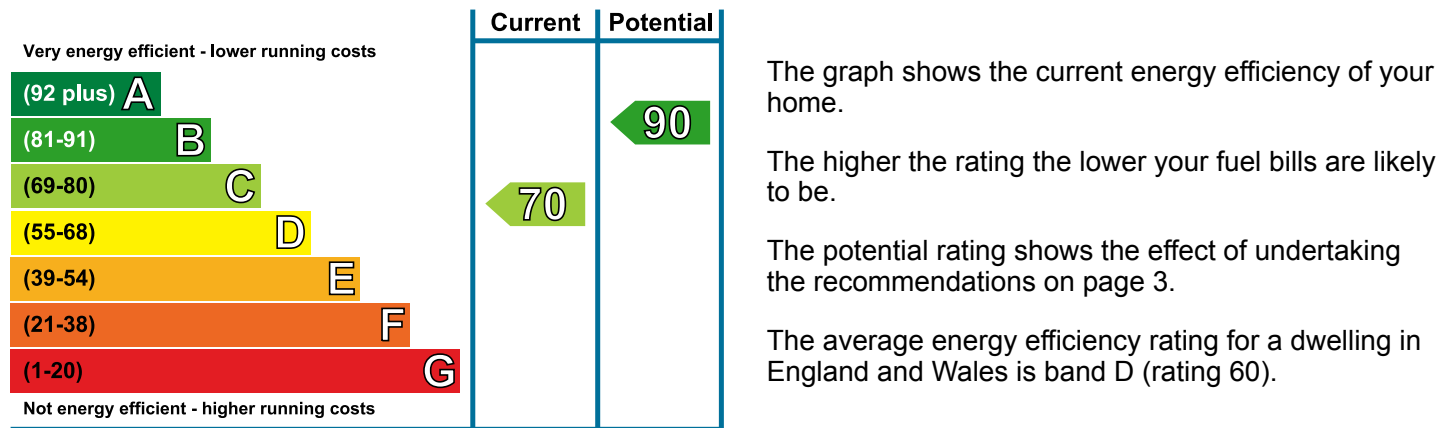 Current Potential
Very energy efficient - lower running costs
(92 plus) A
(81-91) B
90
(69-80) C
70
(55-68) D
(39-54) E
(21-38) F
(1-20) G
Not energy efficient - higher running costs
The graph shows the current energy efficiency of your
home.
The higher the rating the lower your fuel bills are likely
to be.
The potential rating shows the effect of undertaking
the recommendations on page 3.
The average energy efficiency rating for a dwelling in
England and Wales is band D (rating 60).